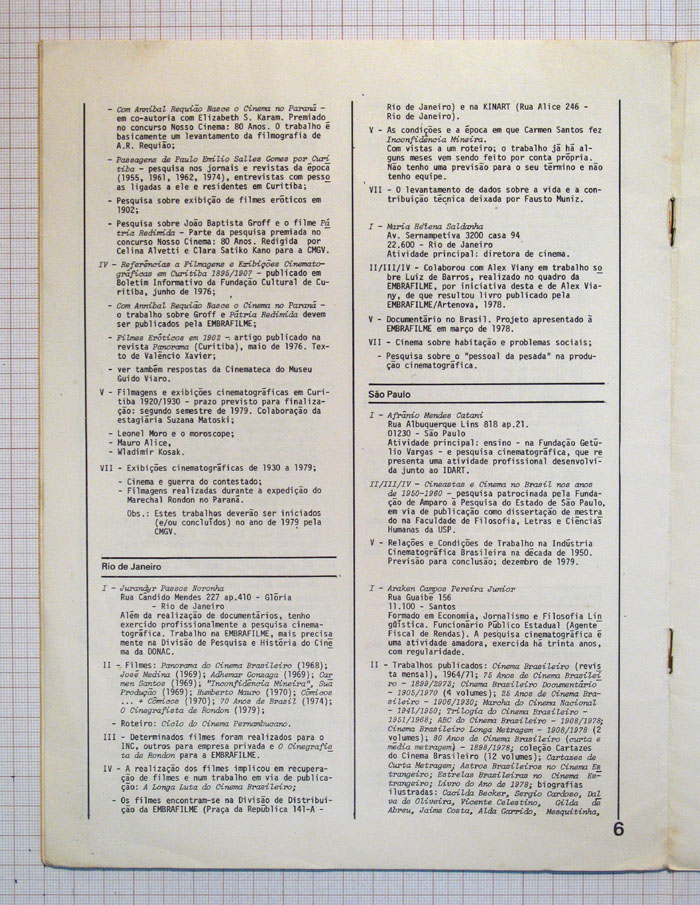 - Com Annibal Requião Nasce o Cinema no Paraná -
em co-autoria com Elizabeth S. Karam. Premiado
no concurso Nosso Cinema: 80 Anos. O trabalho é
basicamente um levantamento da filmografia de
A.R. Requião;
- Passagens de Paulo Emílio Salles Gomes por Curi
tiba - pesquisa nos jornais e revistas da época
(1955, 1961, 1962, 1974), entrevistas com pesso
as ligadas a ele e residentes em Curitiba;
- Pesquisa sobre exibição de filmes eróticos em
1902;
- Pesquisa sobre João Baptista Groff e o filme Pá
tria Redimida - Parte da pesquisa premiada no
concurso Nosso Cinema: 80 Anos. Redigida por
Celina Alvetti e Clara Satiko Kano para a CMGV.
IV - Referências a Filmagens e Exibições Cinemato-
gráficas em Curitiba 1895/1907 - publicado em
Boletim Informativo da Fundação Cultural de Cu-
ritiba, junho de 1976;
- Com Annibal Requião Nasce o Cinema no Paraná -
o trabalho sobre Groff e Pátria Redimida devem
ser publicados pela EMBRAFILME;
- Filmes Eróticos em 1902 - artigo publicado na
revista Panorama (Curitiba), maio de 1976. Tex-
to de Valêncio Xavier;
- ver também respostas da Cinemateca do Museu
Guido Viaro.
V - Filmagens e exibições cinematográficas em Curi-
tiba 1920/1930 - prazo previsto para finaliza-
ção: segundo semestre de 1979. Colaboração da
estagiária Suzana Matoski;
- Leonel Moro e o moroscope;
- Mauro Alice,
- Wladimir Kosak.
VII - Exibições cinematográficas de 1930 a 1979;
- Cinema e guerra do contestado;
- Filmagens realizadas durante a expedição do
Marechal Rondon no Paraná.
Obs.: Estes trabalhos deverão ser iniciados
(e/ou concluídos) no ano de 1979 pela
CMGV.
Rio de Janeiro
I - Jurandyr Passos Noronha
Rua Cândido Mendes 227 ap.410 - Glória
- Rio de Janeiro
Além da realização de documentários, tenho
exercido profissionalmente a pesquisa cinema-
tográfica. Trabalho na EMBRAFILME, mais precisa
mente na Divisão de Pesquisa e História do Cine
ma da DONAC.
II - Filmes: Panorama do Cinema Brasileiro (1968);
José Medina (1969); Adhemar Gonzaga (1969); Car
men Santos (1969); "Inconfidência Mineira", Sua
Produção (1969); Humberto Mauro (1970); Cômicos
... + Cômicos (1970); 70 Anos de Brasil (1974);
O Cinegrafista de Rondon (1979);
- Roteiro: Ciclo do Cinema Pernambucano.
III - Determinados filmes foram realizados para o
INC, outros para empresa privada e O Cinegrafis
ta de Rondon para a EMBRAFILME.
IV - A realização dos filmes implicou em recupera-
ção de filmes e num trabalho em via de publica-
ção: A Longa Luta do Cinema Brasileiro;
- Os filmes encontram-se na Divisão de Distribui-
ção da EMBRAFILME (Praça da República 141-A -
Rio de Janeiro) e na KINART (Rua Alice 246 -
Rio de Janeiro).
V - As condições e a época em que Carmen Santos fez
Inconfidência Mineira.
Com vistas a um roteiro; o trabalho já há al-
guns meses vem sendo feito por conta própria.
Não tenho uma previsão para o seu término e não
tenho equipe.
VII - O levantamento de dados sobre a vida e a con-
tribuição técnica deixada por Fausto Muniz.
I - Maria Helena Saldanha
Av. Sernampetiva 3200 casa 94
22.600 - Rio de Janeiro
Atividade principal: diretora de cinema.
II/III/IV - Colaborou com Alex Viany em trabalho so
bre Luiz de Barros, realizado no quadro da
EMBRAFILME, por iniciativa desta e de Alex Via-
ny, de que resultou livro publicado pela
EMBRAFILME/Artenova, 1978.
V - Documentário no Brasil. Projeto apresentado à
EMBRAFILME em março de 1978.
VII - Cinema sobre habitação e problemas sociais;
- Pesquisa sobre o "pessoal da pesada" na produ-
ção cinematográfica.
São Paulo
I - Afrânio Mendes Catani
Rua Albuquerque Lins 818 ap.21.
01230 - São Paulo
Atividade principal: ensino - na Fundação Getú-
lio Vargas - e pesquisa cinematográfica, que re
presenta uma atividade profissional desenvolvi-
da junto ao IDART.
II/III/IV - Cineastas e Cinema no Brasil nos anos
de 1950-1960 - pesquisa patrocinada pela Funda-
ção de Amparo à Pesquisa do Estado de São Paulo,
em via de publicação como dissertação de mestra
do na Faculdade de Filosofia, Letras e Ciências
Humanas da USP.
V - Relações e Condições de Trabalho na Indústria
Cinematográfica Brasileira na década de 1950.
Previsão para conclusão; dezembro de 1979.
I - Araken Campos Pereira Junior
Rua Guaibê 156
11.100 - Santos
Formado em Economia, Jornalismo e Filosofia Lin
güística. Funcionário Público Estadual (Agente
Fiscal de Rendas). A pesquisa cinematográfica é
uma atividade amadora, exercida há trinta anos,
com regularidade.
II - Trabalhos publicados: Cinema Brasileiro (revis
ta mensal), 1964/71; 75 Anos de Cinema Brasilei
ro - 1899/1973; Cinema Brasileiro Documentário
- 1905/1970 (4 volumes); 25 Anos de Cinema Bra-
sileiro - 1906/1930; Marcha do Cinema Nacional
- 1941/1950; Trilogia do Cinema Brasileiro -
1951/1968; ABC do Cinema Brasileiro - 1908/1978;
Cinema Brasileiro Longa Metragem - 1908/1978 (2
volumes); 80 Anos de Cinema Brasileiro (curta e
média metragem) - 1898/1978; coleção Cartazes
do Cinema Brasileiro (12 volumes); Cartazes de
Curta Metragem; Astros Brasileiros no Cinema Es
trangeiro; Estrelas Brasileiras no Cinema Es-
trangeiro; Livro do Ano de 1978; biografias
ilustradas: Cacilda Becker, Sergio Cardoso, Dal
va de Oliveira, Vicente Celestino, Gilda de
Abreu, Jaime Costa, Alda Garrido, Mesquitinha,
6